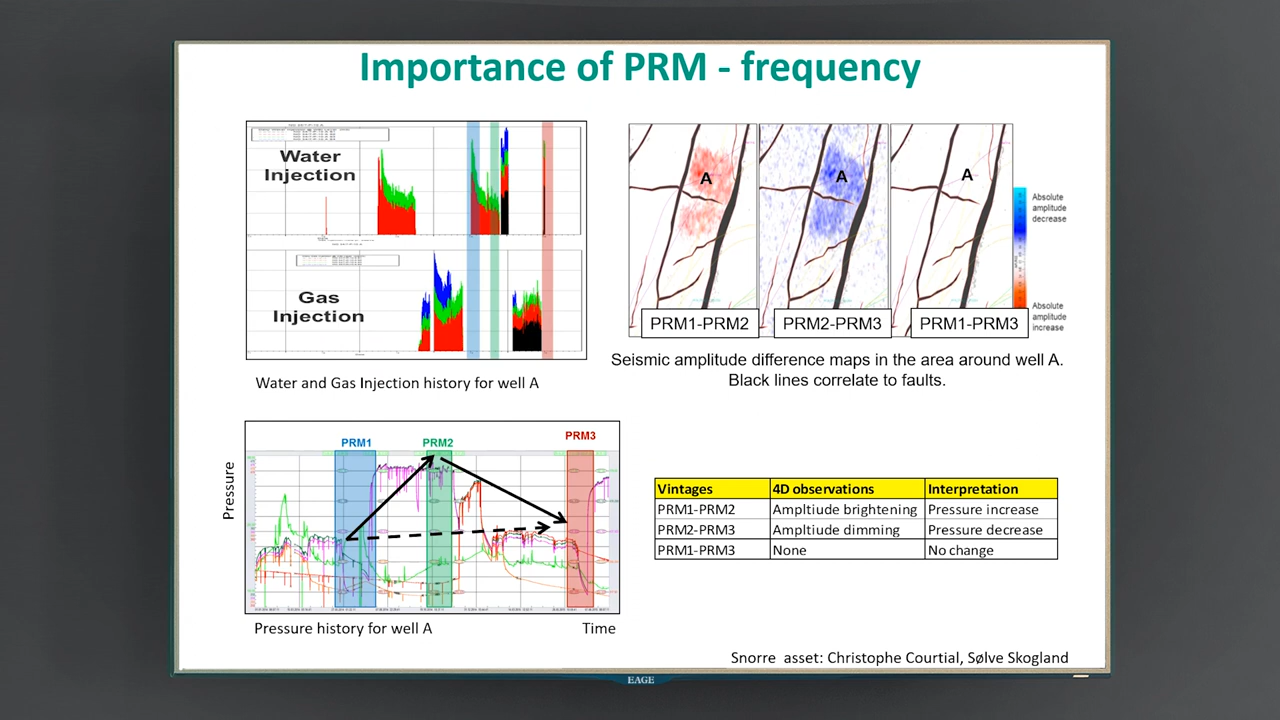 Importance of PRM - frequency
Water
Injection
Gas
Injection
Water and Gas Injection history for well A
A
A
A
Absolute
amplitude
decrease
Absolute
amplitude
increase
PRM1-PRM2
PRM2-PRM3
PRM1-PRM3
Seismic amplitude difference maps in the area around well A.
Black lines correlate to faults.
Pressure
PRM1
PRM2
PRM3
Pressure history for well A
Time
Vintages 4D observations Interpretation
PRM1-PRM2 Ampltiude brightening Pressure increase
PRM2-PRM3 Ampltiude dimming Pressure decrease
PRM1-PRM3 None No change
Snorre asset: Christophe Courtial, Sølve Skogland
EAGE